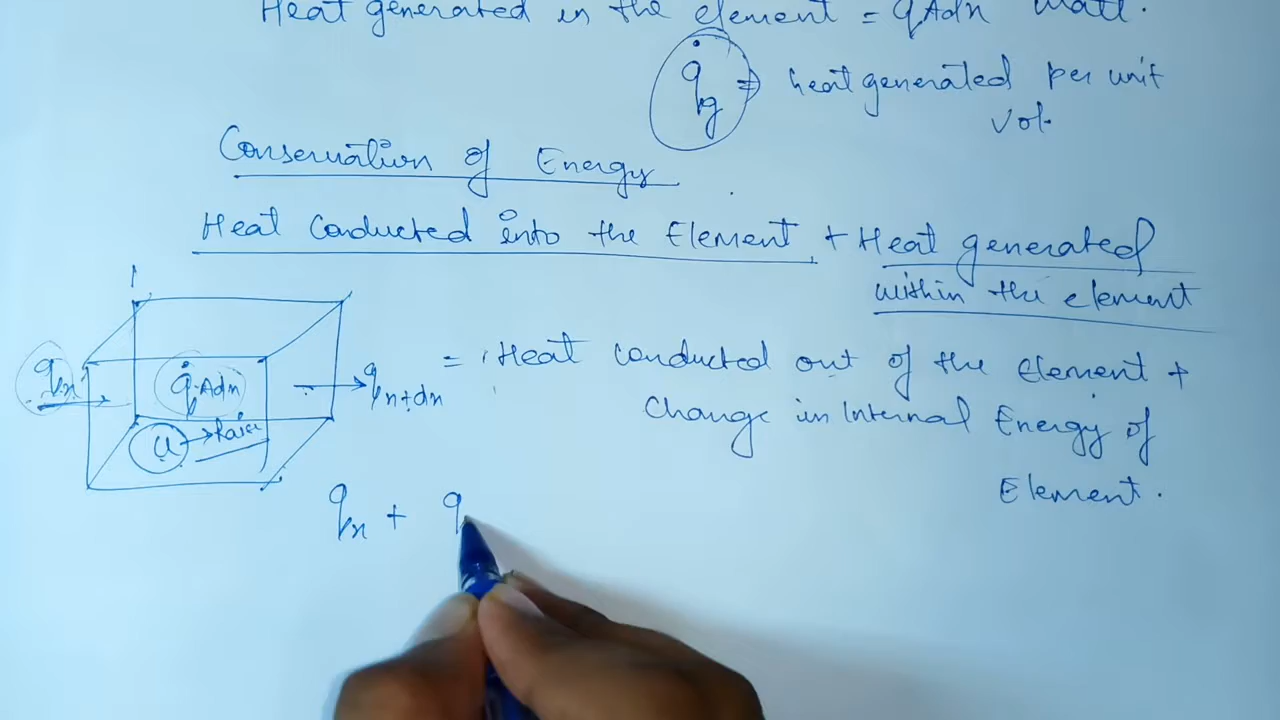 Heat generated in the element = q̇Adx Watt.
q̇g ⇒ heat generated per unit
Vol.
Conservation of Energy
Heat Conducted into the Element + Heat generated
within the element
= Heat conducted out of the Element +
Change in Internal Energy of
Element.
qx
q̇.Adx
qx+dx
u →
qx + q